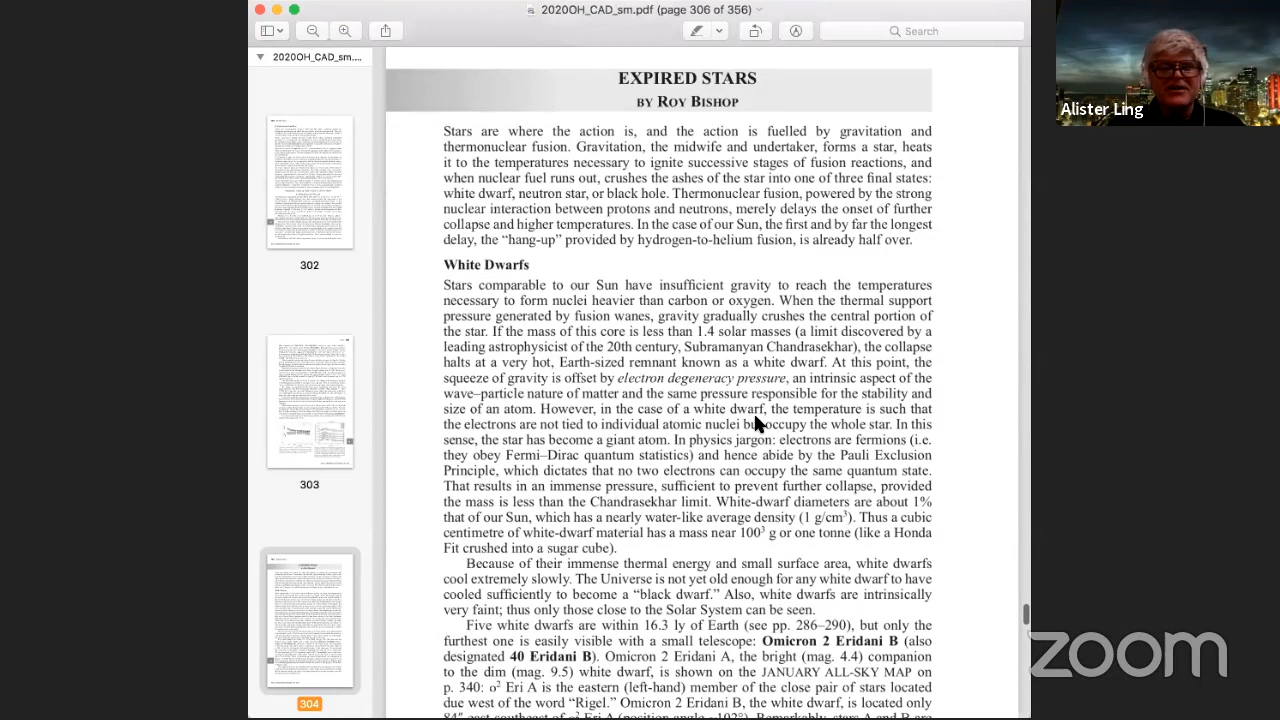 2020OH_CAD_sm.pdf (page 306 of 356)
Search
2020OH_CAD_sm....
302
303
304
EXPIRED STARS
BY ROY BISHOP
Stars are where the action is, and the action is fuelled by gravitation and
thermonuclear fusion. Gravitation, the midwife and undertaker, forms a star, heats
it to the temperatures necessary to ignite successive stages of fusion reactions, and
when nuclear fuel runs out, crushes the ashes of the star into one of three final states:
white dwarf, neutron star, or black hole. Thermonuclear fusion, powered by the strong
nuclear interaction between protons and neutrons, merely delays the onset of further
collapse and higher temperatures. In the case of our Sun, the first and by far the longest
delay, the “hang-up” provided by hydrogen-to-helium fusion, is already half over.
White Dwarfs
Stars comparable to our Sun have insufficient gravity to reach the temperatures
necessary to form nuclei heavier than carbon or oxygen. When the thermal support
pressure generated by fusion wanes, gravity gradually crushes the central portion of
the star. If the mass of this core is less than 1.4 solar masses (a limit discovered by a
leading astrophysicist of the 20th century, Subramanyan Chandrasekhar), the collapse
halts at a very hot, Earth-sized remnant known as a white dwarf. At this point, the
squeeze of gravity is offset by electron degeneracy pressure, an intrinsic aspect of the
wave–particle nature of matter and the same pressure responsible for the stability and
size of an atom. However, in the case of a white dwarf, the temperature is such that
the electrons are not tied to individual atomic nuclei but occupy the whole star. In this
sense, the star has become a giant atom. In physics jargon, electrons are fermions (i.e.
they obey Fermi–Dirac quantum statistics) and hence abide by the Pauli Exclusion
Principle, which dictates that no two electrons can occupy the same quantum state.
That results in an immense pressure, sufficient to prevent further collapse, provided
the mass is less than the Chandrasekhar limit. White-dwarf diameters are about 1%
that of our Sun, which has a nearly water-like average density (1 g/cm³). Thus a cubic
centimetre of white-dwarf material has a mass near 100³ g or one tonne (like a Honda
Fit crushed into a sugar cube).
Because of their immense thermal energy and small surface area, white dwarfs
cool extremely slowly. The universe is not yet old enough for any white dwarf to have
cooled sufficiently to become a “black dwarf.” Also, white dwarfs are intrinsically
very faint; thus only those close to the Solar System can be seen.
Five white dwarfs lie within 16.3 ly of Earth (see pp. 286–290), but only
the
is readily
in a small telescope: Omicron 2 Eridani B (also
designated 40 Eridani B). Omicron 2 Eridani A, the bright (mag. 4.4) companion
to the dim (mag.
) white dwarf, is shown on the JANUARY ALL-SKY MAP on
p. 340: o² Eri A is the eastern (left-hand) member of the close pair of stars located
due west of the word “Rigel.” Omicron 2 Eridani B, the white dwarf, is located only
84″ east-southeast of o² Eri A (position angle ~102°). Remarkably, stars A and B are
Alister Ling
zoom